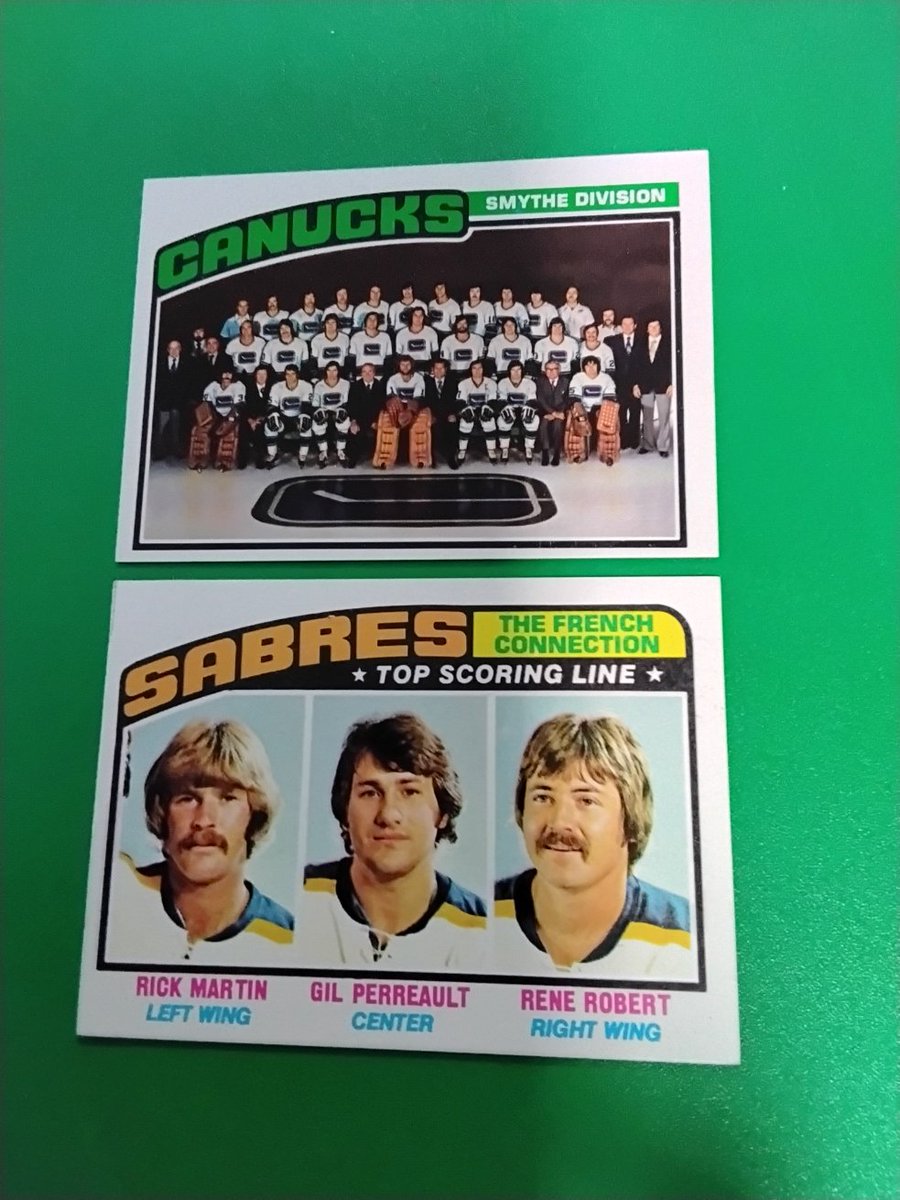 CANUCKS
SMYTHE DIVISION
SABRES
THE FRENCH
CONNECTION
★ TOP SCORING LINE ★
RICK MARTIN
LEFT WING
GIL PERREAULT
CENTER
RENE ROBERT
RIGHT WING